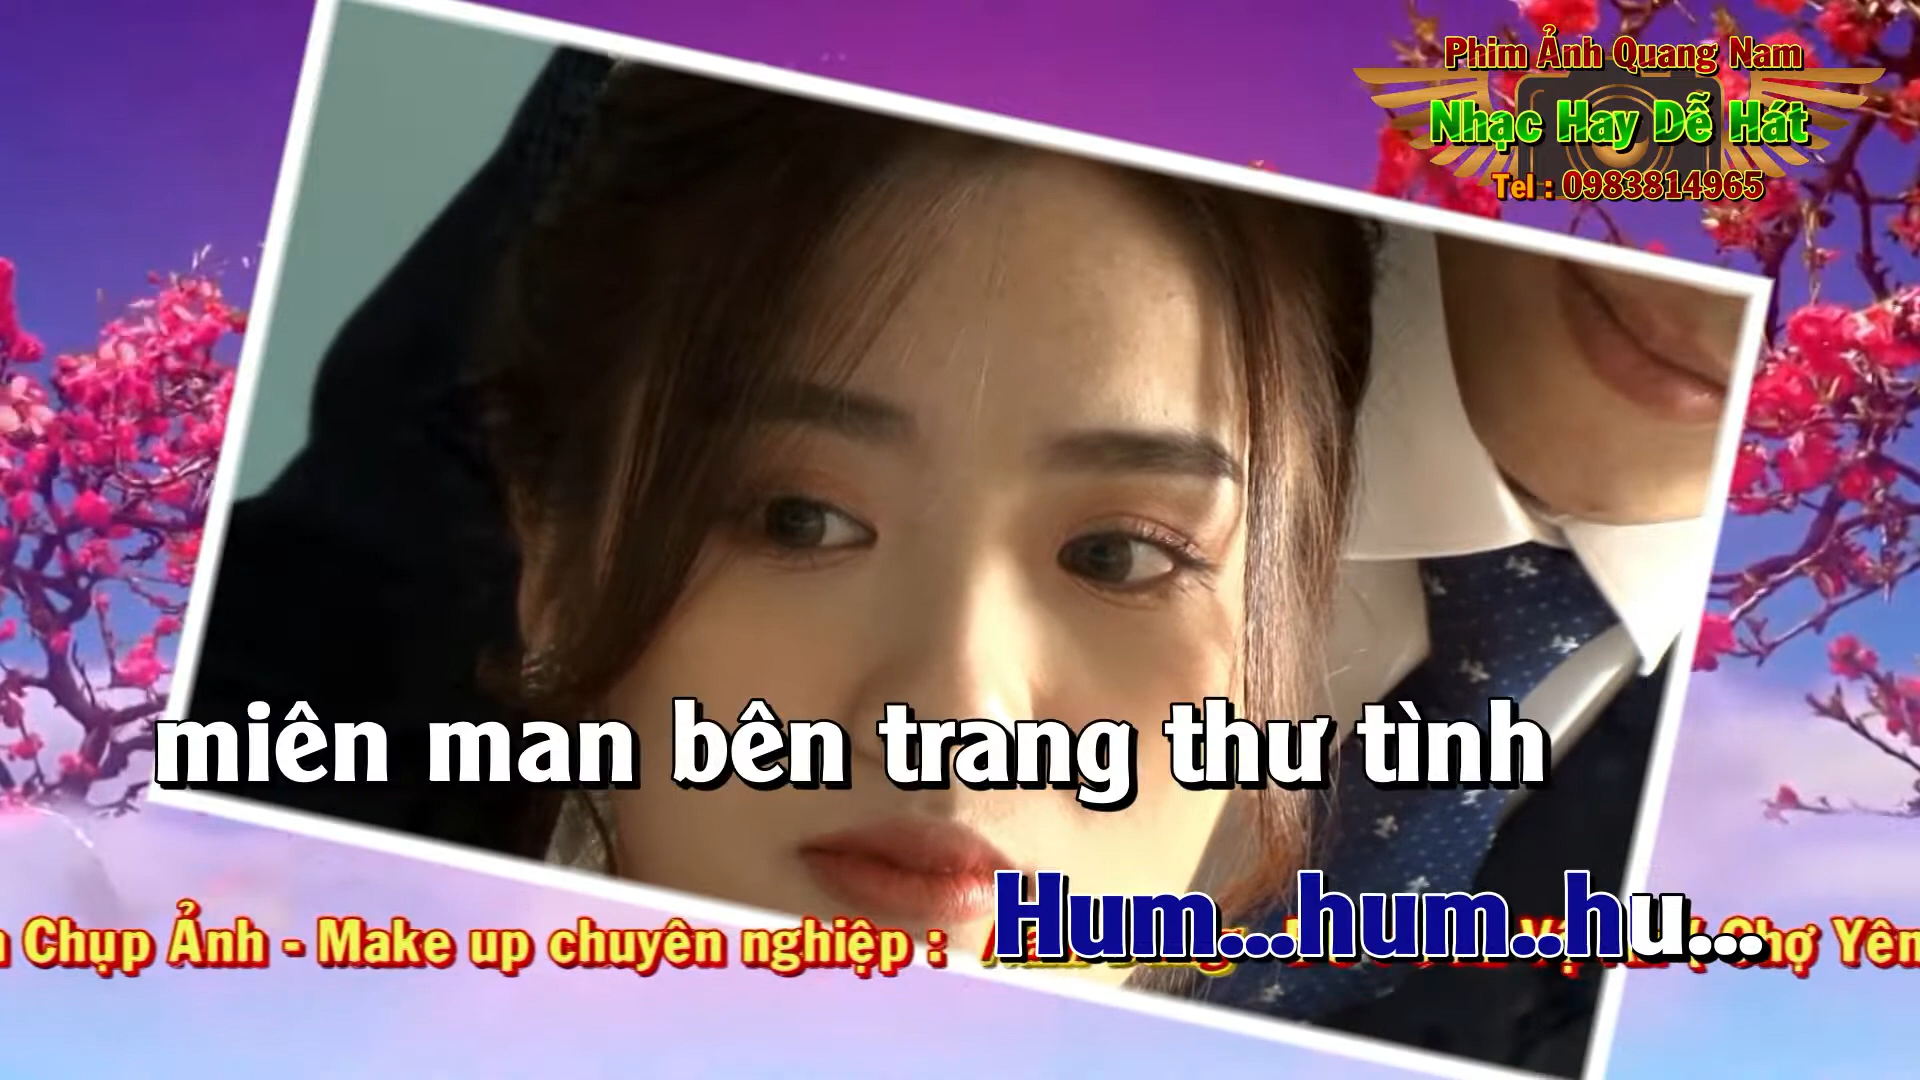 Phim Ảnh Quang Nam
Nhạc Hay Dễ Hát
Tel : 0983814965
miên man bên trang thư tình
Hum...hum..hu...
Chụp Ảnh - Make up chuyên nghiệp :
Chợ Yên